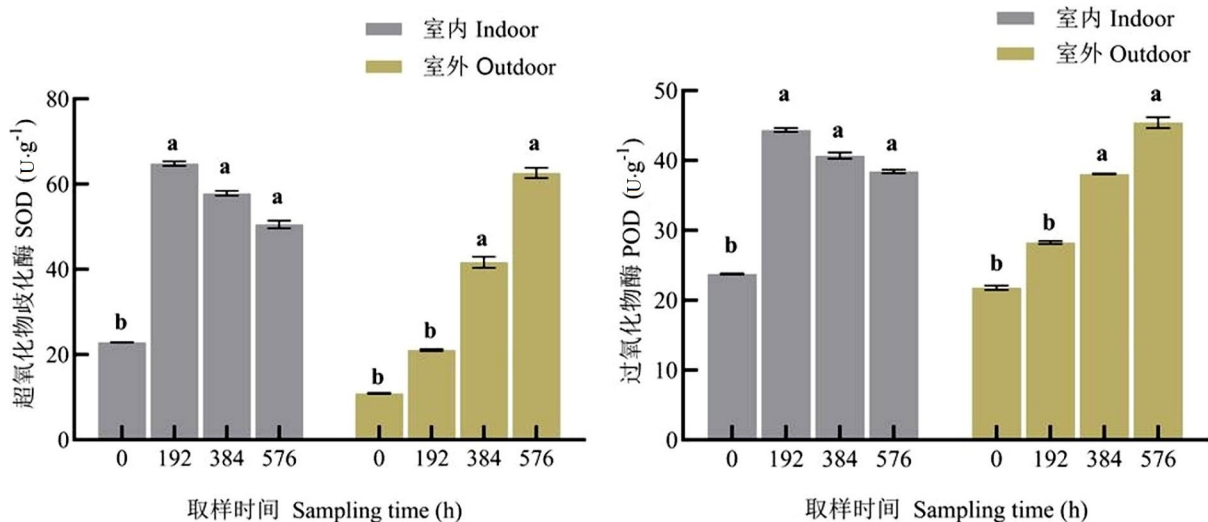 室内 Indoor
室外 Outdoor
超氧化物歧化酶 SOD (U·g⁻¹)
80
60
40
20
0
b
a
a
a
b
b
a
a
0 192 384 576 0 192 384 576
取样时间 Sampling time (h)
室内 Indoor
室外 Outdoor
过氧化物酶 POD (U·g⁻¹)
50
40
30
20
10
0
b
a
a
a
b
b
a
a
0 192 384 576 0 192 384 576
取样时间 Sampling time (h)